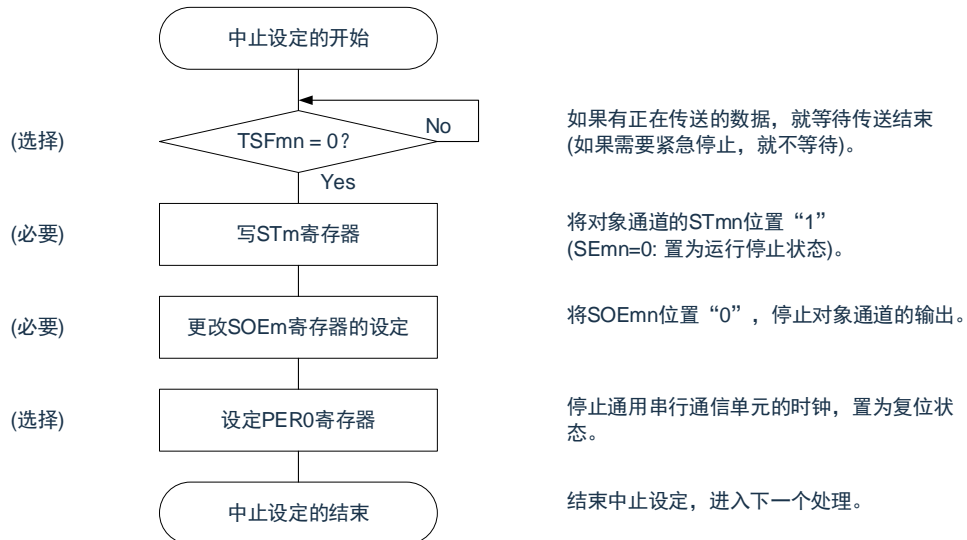 中止设定的开始
(选择)
TSFmn = 0?
No
Yes
如果有正在传送的数据，就等待传送结束
(如果需要紧急停止，就不等待)。
(必要)
写STm寄存器
将对象通道的STmn位置“1”
(SEmn=0: 置为运行停止状态)。
(必要)
更改SOEm寄存器的设定
将SOEmn位置“0”，停止对象通道的输出。
(选择)
设定PER0寄存器
停止通用串行通信单元的时钟，置为复位状
态。
中止设定的结束
结束中止设定，进入下一个处理。